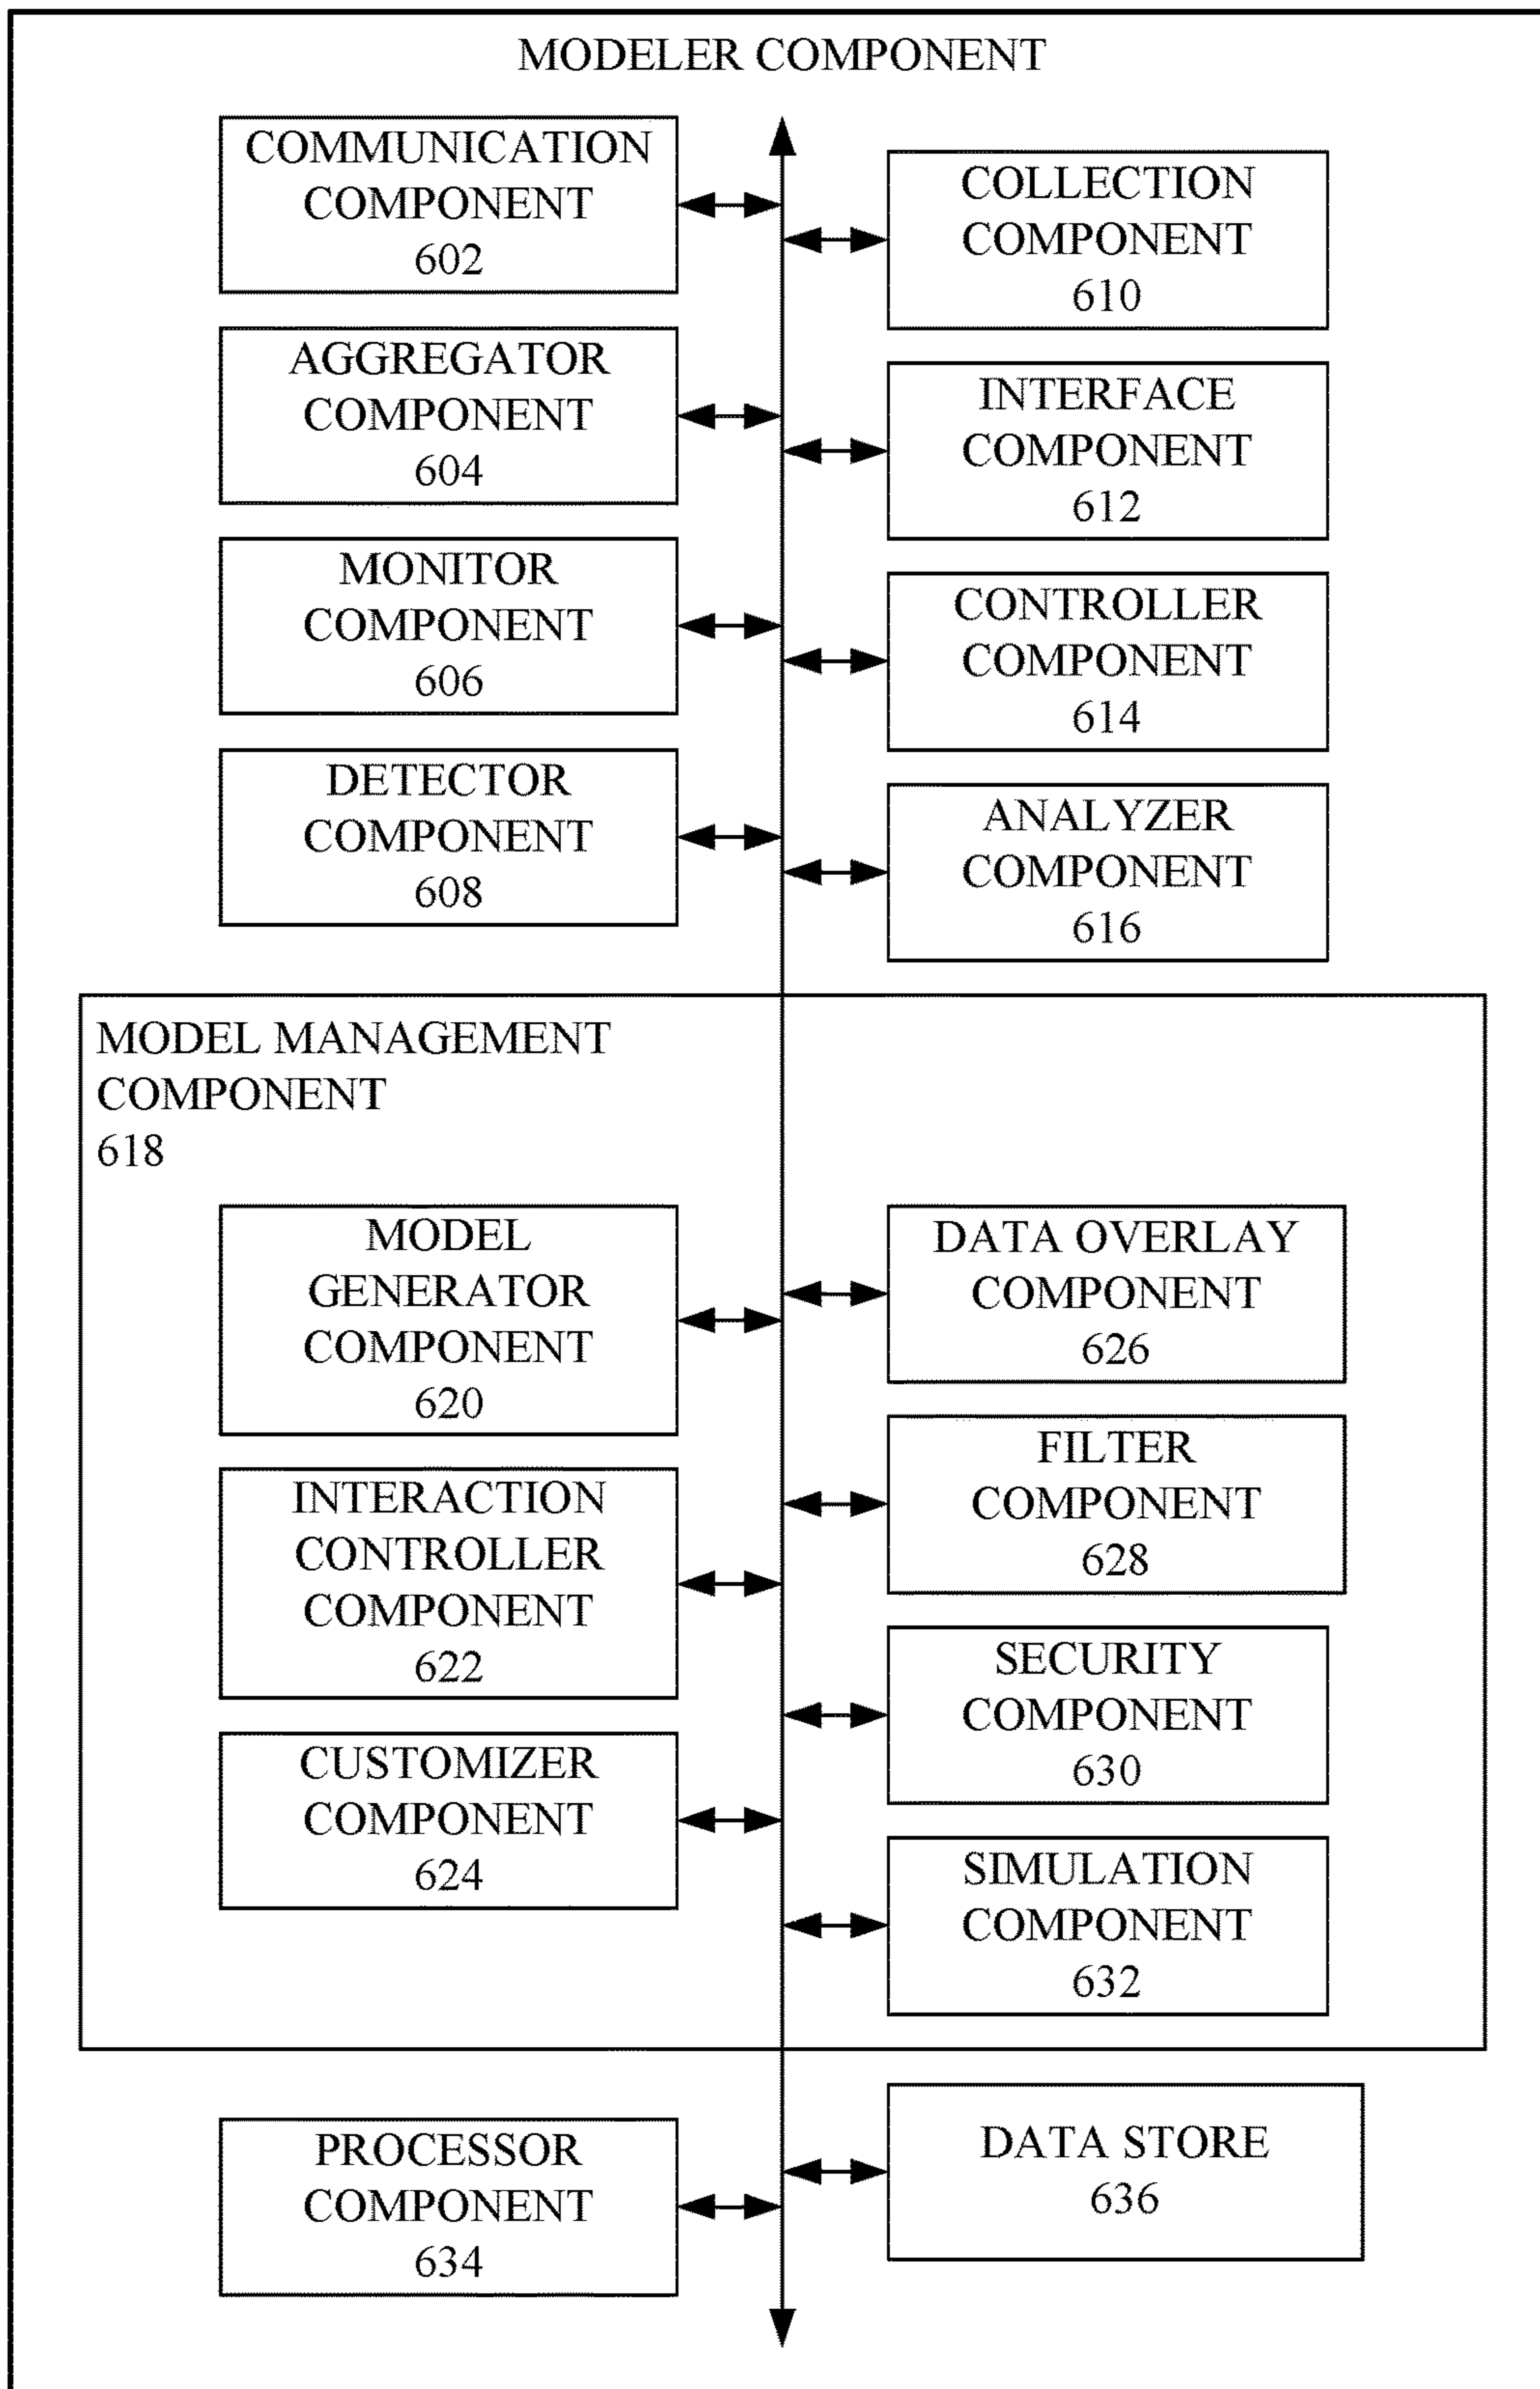 MODELER COMPONENT
COMMUNICATION
COMPONENT
602
AGGREGATOR
COMPONENT
604
MONITOR
COMPONENT
606
DETECTOR
COMPONENT
608
COLLECTION
COMPONENT
610
INTERFACE
COMPONENT
612
CONTROLLER
COMPONENT
614
ANALYZER
COMPONENT
616
MODEL MANAGEMENT
COMPONENT
618
MODEL
GENERATOR
COMPONENT
620
INTERACTION
CONTROLLER
COMPONENT
622
CUSTOMIZER
COMPONENT
624
DATA OVERLAY
COMPONENT
626
FILTER
COMPONENT
628
SECURITY
COMPONENT
630
SIMULATION
COMPONENT
632
PROCESSOR
COMPONENT
634
DATA STORE
636